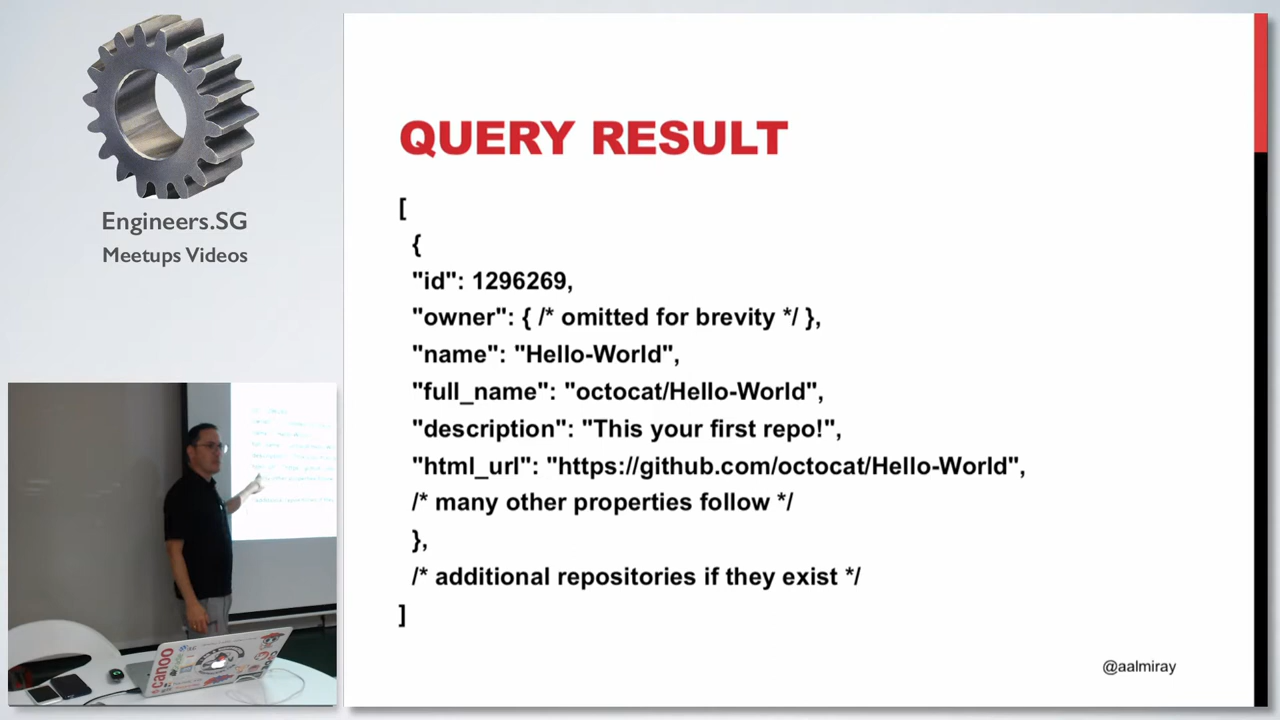 Engineers.SG
Meetups Videos
QUERY RESULT
[
{
"id": 1296269,
"owner": { /* omitted for brevity */ },
"name": "Hello-World",
"full_name": "octocat/Hello-World",
"description": "This your first repo!",
"html_url": "https://github.com/octocat/Hello-World",
/* many other properties follow */
},
/* additional repositories if they exist */
]
@aalmiray
canoo